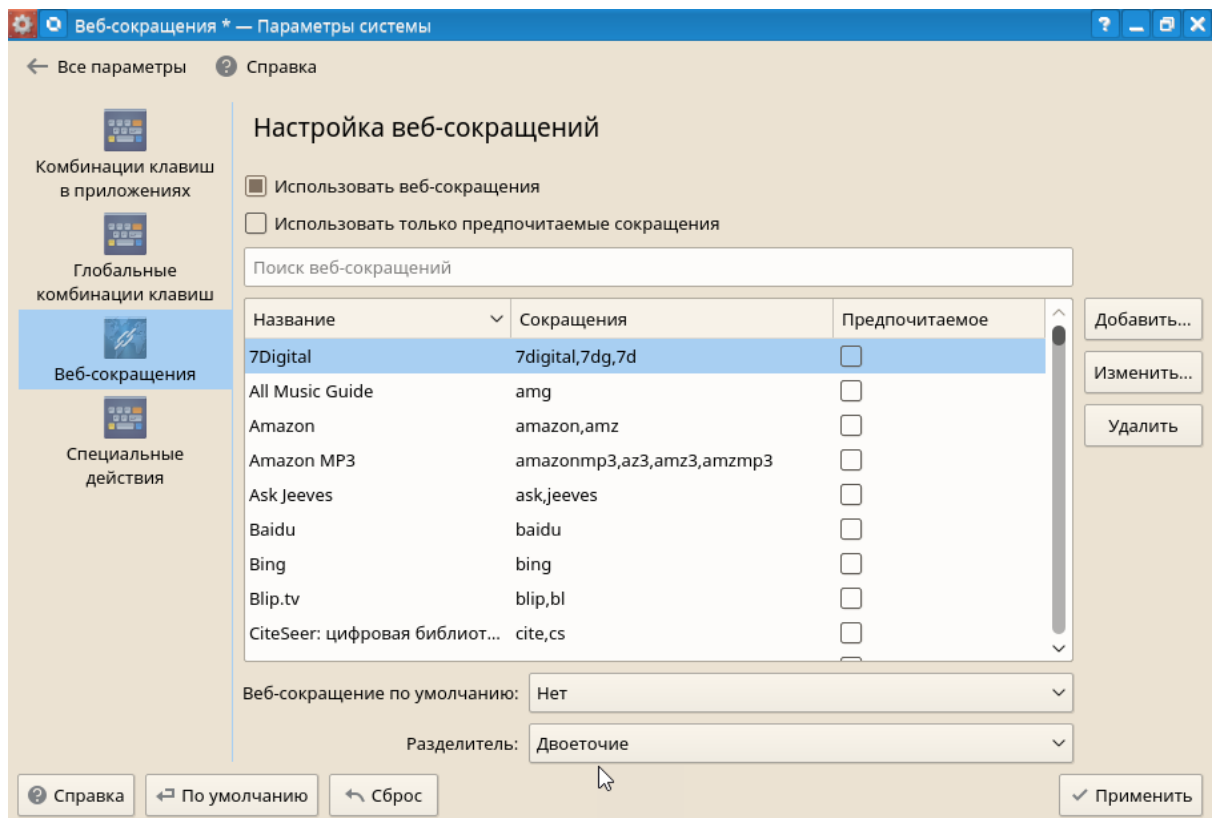 Веб-сокращения * — Параметры системы
Все параметры Справка
Комбинации клавиш
в приложениях
Глобальные
комбинации клавиш
Веб-сокращения
Специальные
действия
Настройка веб-сокращений
Использовать веб-сокращения
Использовать только предпочитаемые сокращения
Поиск веб-сокращений
Название Сокращения Предпочитаемое
7Digital 7digital,7dg,7d
All Music Guide amg
Amazon amazon,amz
Amazon MP3 amazonmp3,az3,amz3,amzmp3
Ask Jeeves ask,jeeves
Baidu baidu
Bing bing
Blip.tv blip,bl
CiteSeer: цифровая библиот... cite,cs
Добавить...
Изменить...
Удалить
Веб-сокращение по умолчанию: Нет
Разделитель: Двоеточие
Справка По умолчанию Сброс Применить